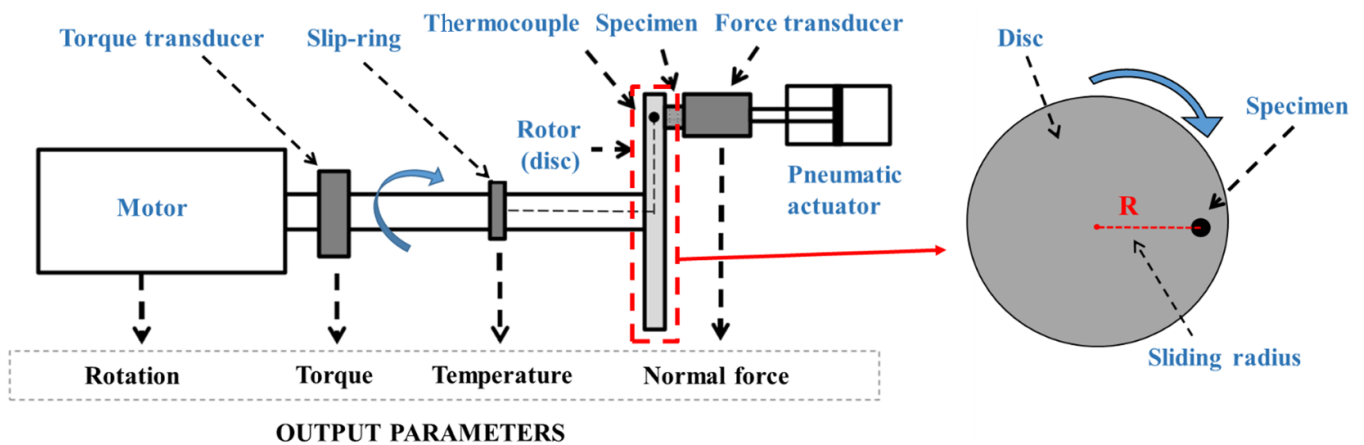 Torque transducer
Slip-ring
Thermocouple
Specimen
Force transducer
Motor
Rotor
(disc)
Pneumatic
actuator
Rotation
Torque
Temperature
Normal force
OUTPUT PARAMETERS
Disc
Specimen
R
Sliding radius